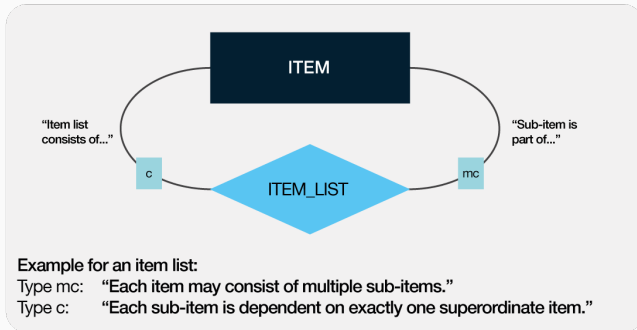 ITEM
“Item list
consists of...”
“Sub-item is
part of...”
c
ITEM_LIST
mc
Example for an item list:
Type mc: “Each item may consist of multiple sub-items.”
Type c: “Each sub-item is dependent on exactly one superordinate item.”